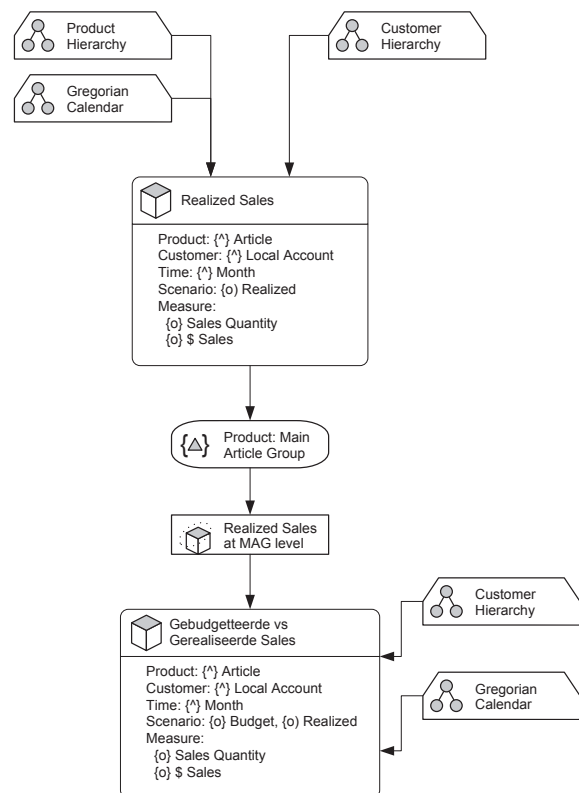 Product
Hierarchy
Customer
Hierarchy
Gregorian
Calendar
Realized Sales
Product: {^} Article
Customer: {^} Local Account
Time: {^} Month
Scenario: {o) Realized
Measure:
{o} Sales Quantity
{o} $ Sales
{ }
Product: Main
Article Group
Realized Sales
at MAG level
Customer
Hierarchy
Gebudgetteerde vs
Gerealiseerde Sales
Product: {^} Article
Customer: {^} Local Account
Time: {^} Month
Scenario: {o} Budget, {o) Realized
Measure:
{o} Sales Quantity
{o} $ Sales
Gregorian
Calendar